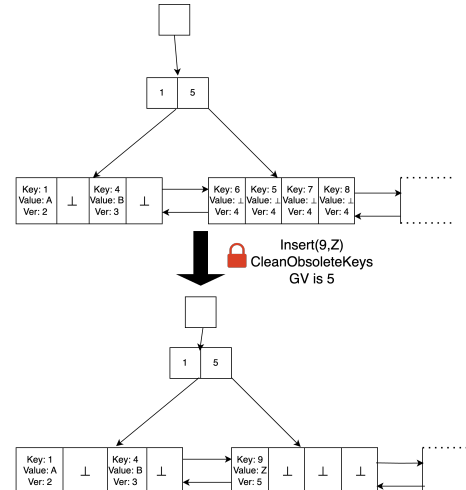 1 5
Key: 1 Key: 4 Key: 6 Key: 5 Key: 7 Key: 8
Value: A ⊥ Value: B ⊥ Value: ⊥ Value: ⊥ Value: ⊥ Value: ⊥
Ver: 2 Ver: 3 Ver: 4 Ver: 4 Ver: 4 Ver: 4
Insert(9,Z)
CleanObsoleteKeys
GV is 5
1 5
Key: 1 Key: 4 Key: 9
Value: A ⊥ Value: B ⊥ Value: Z ⊥ ⊥ ⊥
Ver: 2 Ver: 3 Ver: 5